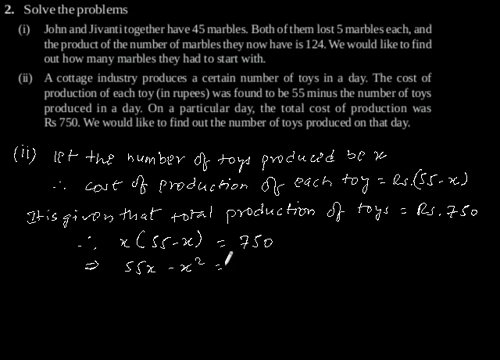 2. Solve the problems
(i) John and Jivanti together have 45 marbles. Both of them lost 5 marbles each, and
the product of the number of marbles they now have is 124. We would like to find
out how many marbles they had to start with.
(ii) A cottage industry produces a certain number of toys in a day. The cost of
production of each toy (in rupees) was found to be 55 minus the number of toys
produced in a day. On a particular day, the total cost of production was
Rs 750. We would like to find out the number of toys produced on that day.
(ii) let the number of toys produced be x
∴ cost of production of each toy = Rs.(55-x)
It is given that total production of toys = Rs. 750
∴ x(55-x) = 750
⇒ 55x - x² =